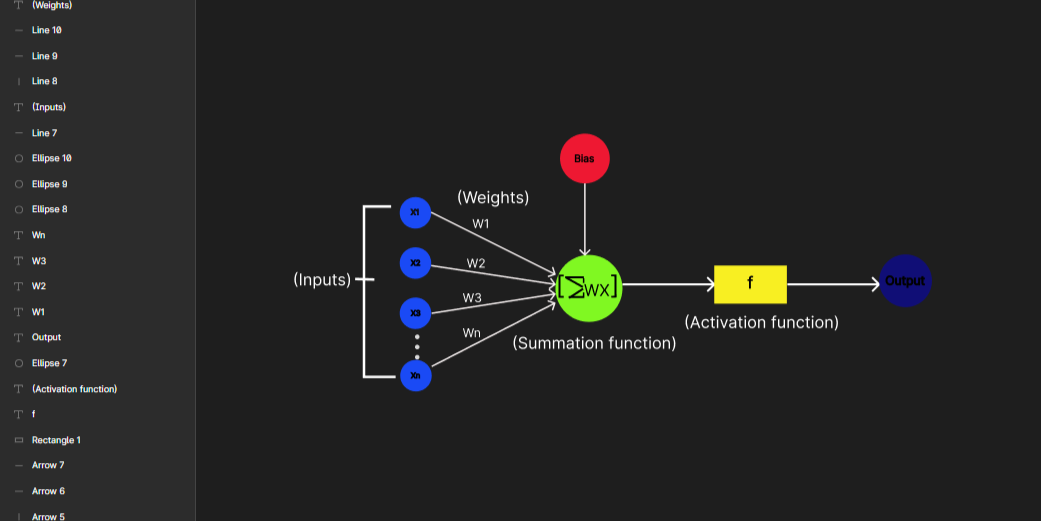 (Weights)
Line 10
Line 9
Line 8
(Inputs)
Line 7
Ellipse 10
Ellipse 9
Ellipse 8
Wn
W3
W2
W1
Output
Ellipse 7
(Activation function)
f
Rectangle 1
Arrow 7
Arrow 6
Arrow 5
Bias
(Weights)
X1
W1
X2
W2
(Inputs)
[∑WX]
f
Output
X3
W3
Wn
(Activation function)
(Summation function)
Xn